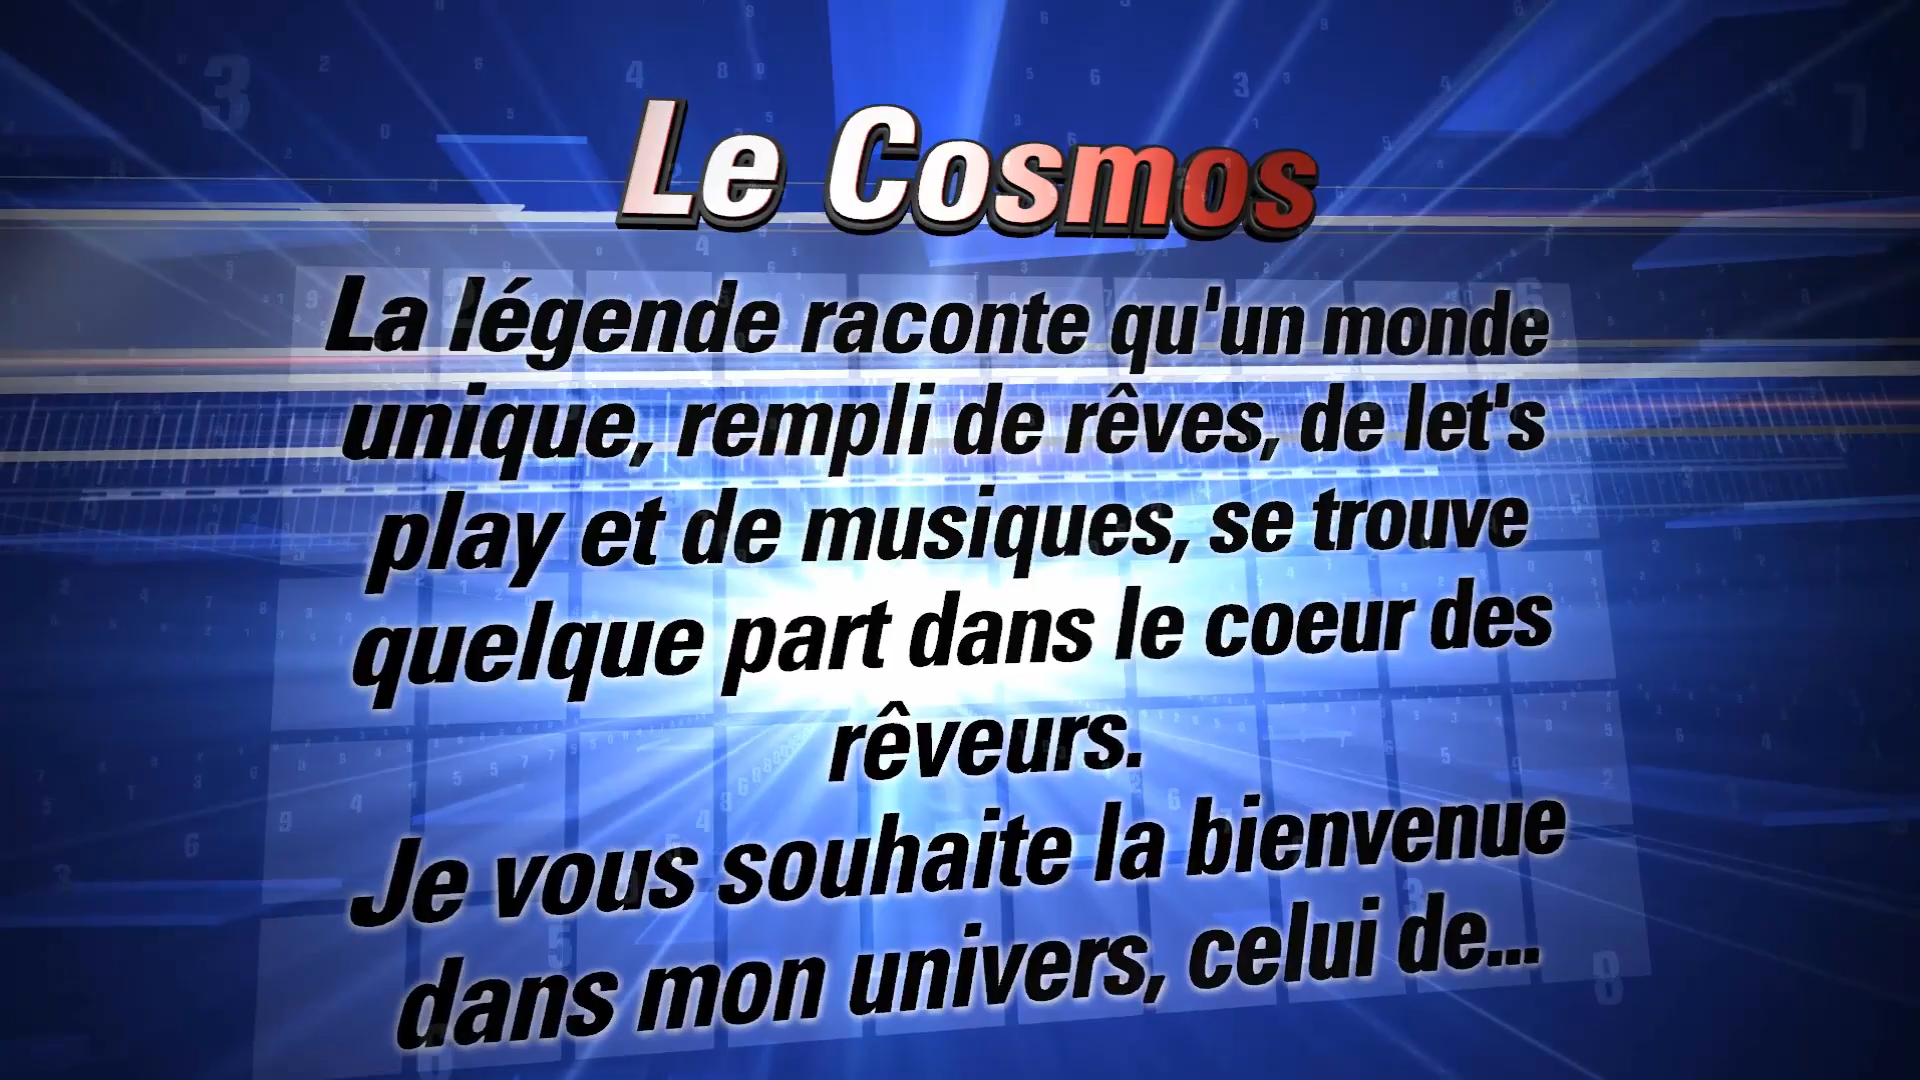 Le Cosmos
La légende raconte qu'un monde
unique, rempli de rêves, de let's
play et de musiques, se trouve
quelque part dans le coeur des
rêveurs.
Je vous souhaite la bienvenue
dans mon univers, celui de...